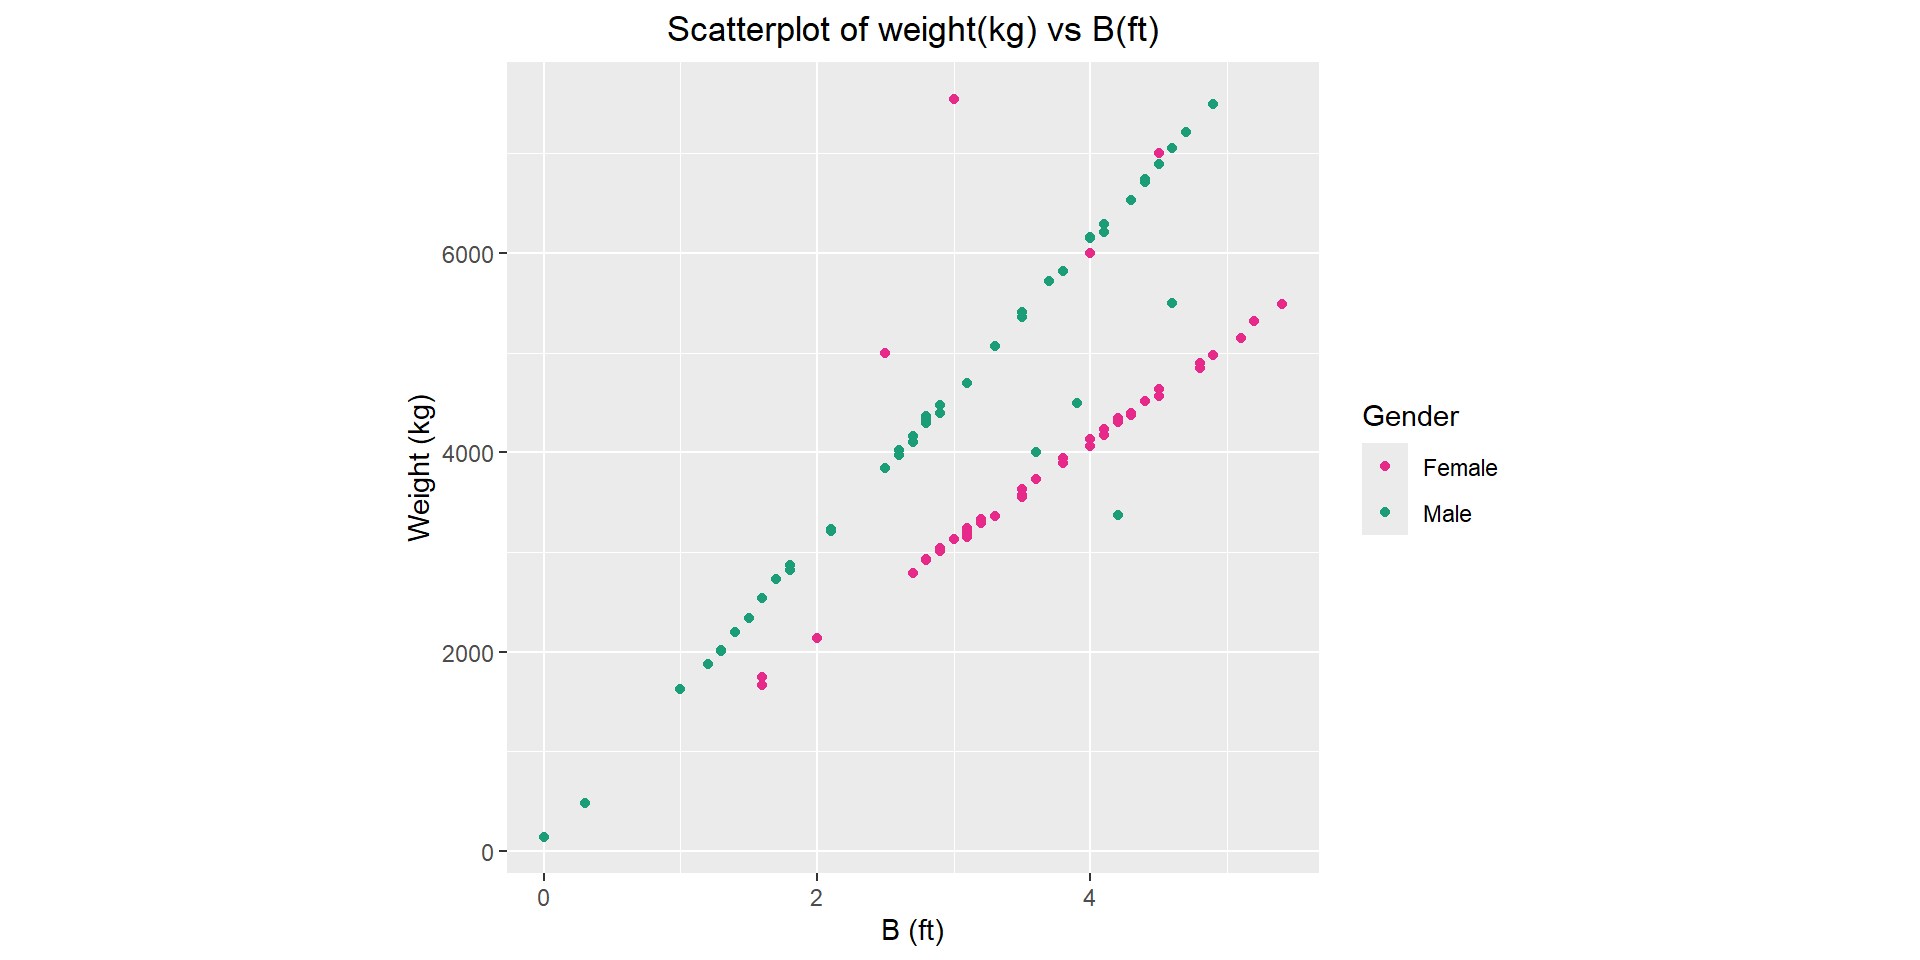 Scatterplot of weight(kg) vs B(ft)
Weight (kg)
6000
4000
2000
0
0 2 4
B (ft)
Gender
Female
Male